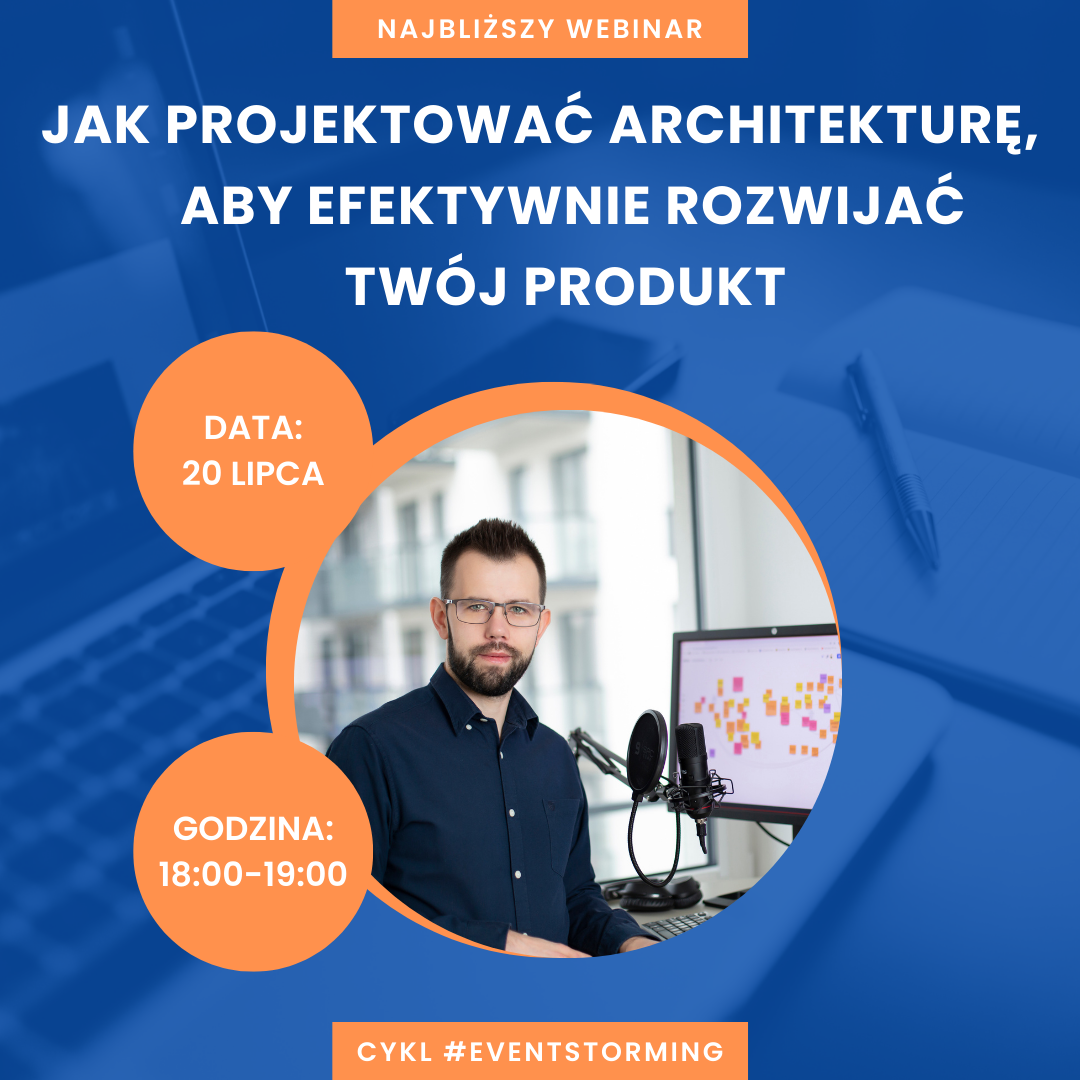 NAJBLIŻSZY WEBINAR
JAK PROJEKTOWAĆ ARCHITEKTURĘ,
ABY EFEKTYWNIE ROZWIJAĆ
TWÓJ PRODUKT
DATA:
20 LIPCA
GODZINA:
18:00-19:00
CYKL #EVENTSTORMING